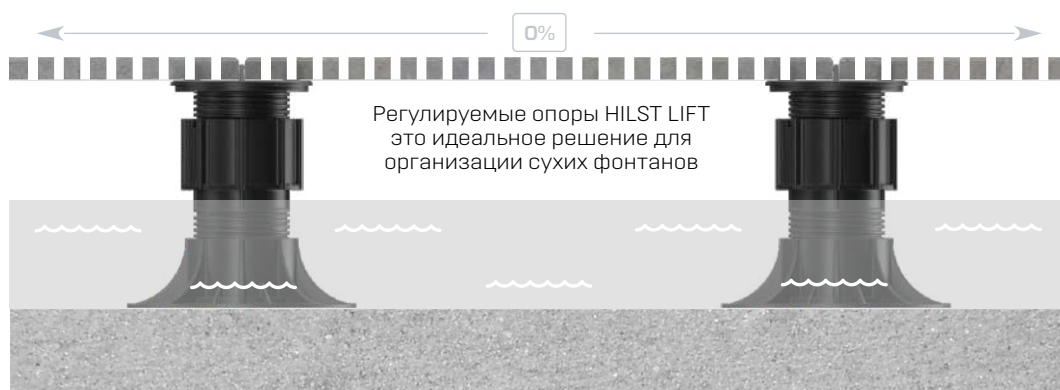 0%
Регулируемые опоры HILST LIFT
это идеальное решение для
организации сухих фонтанов